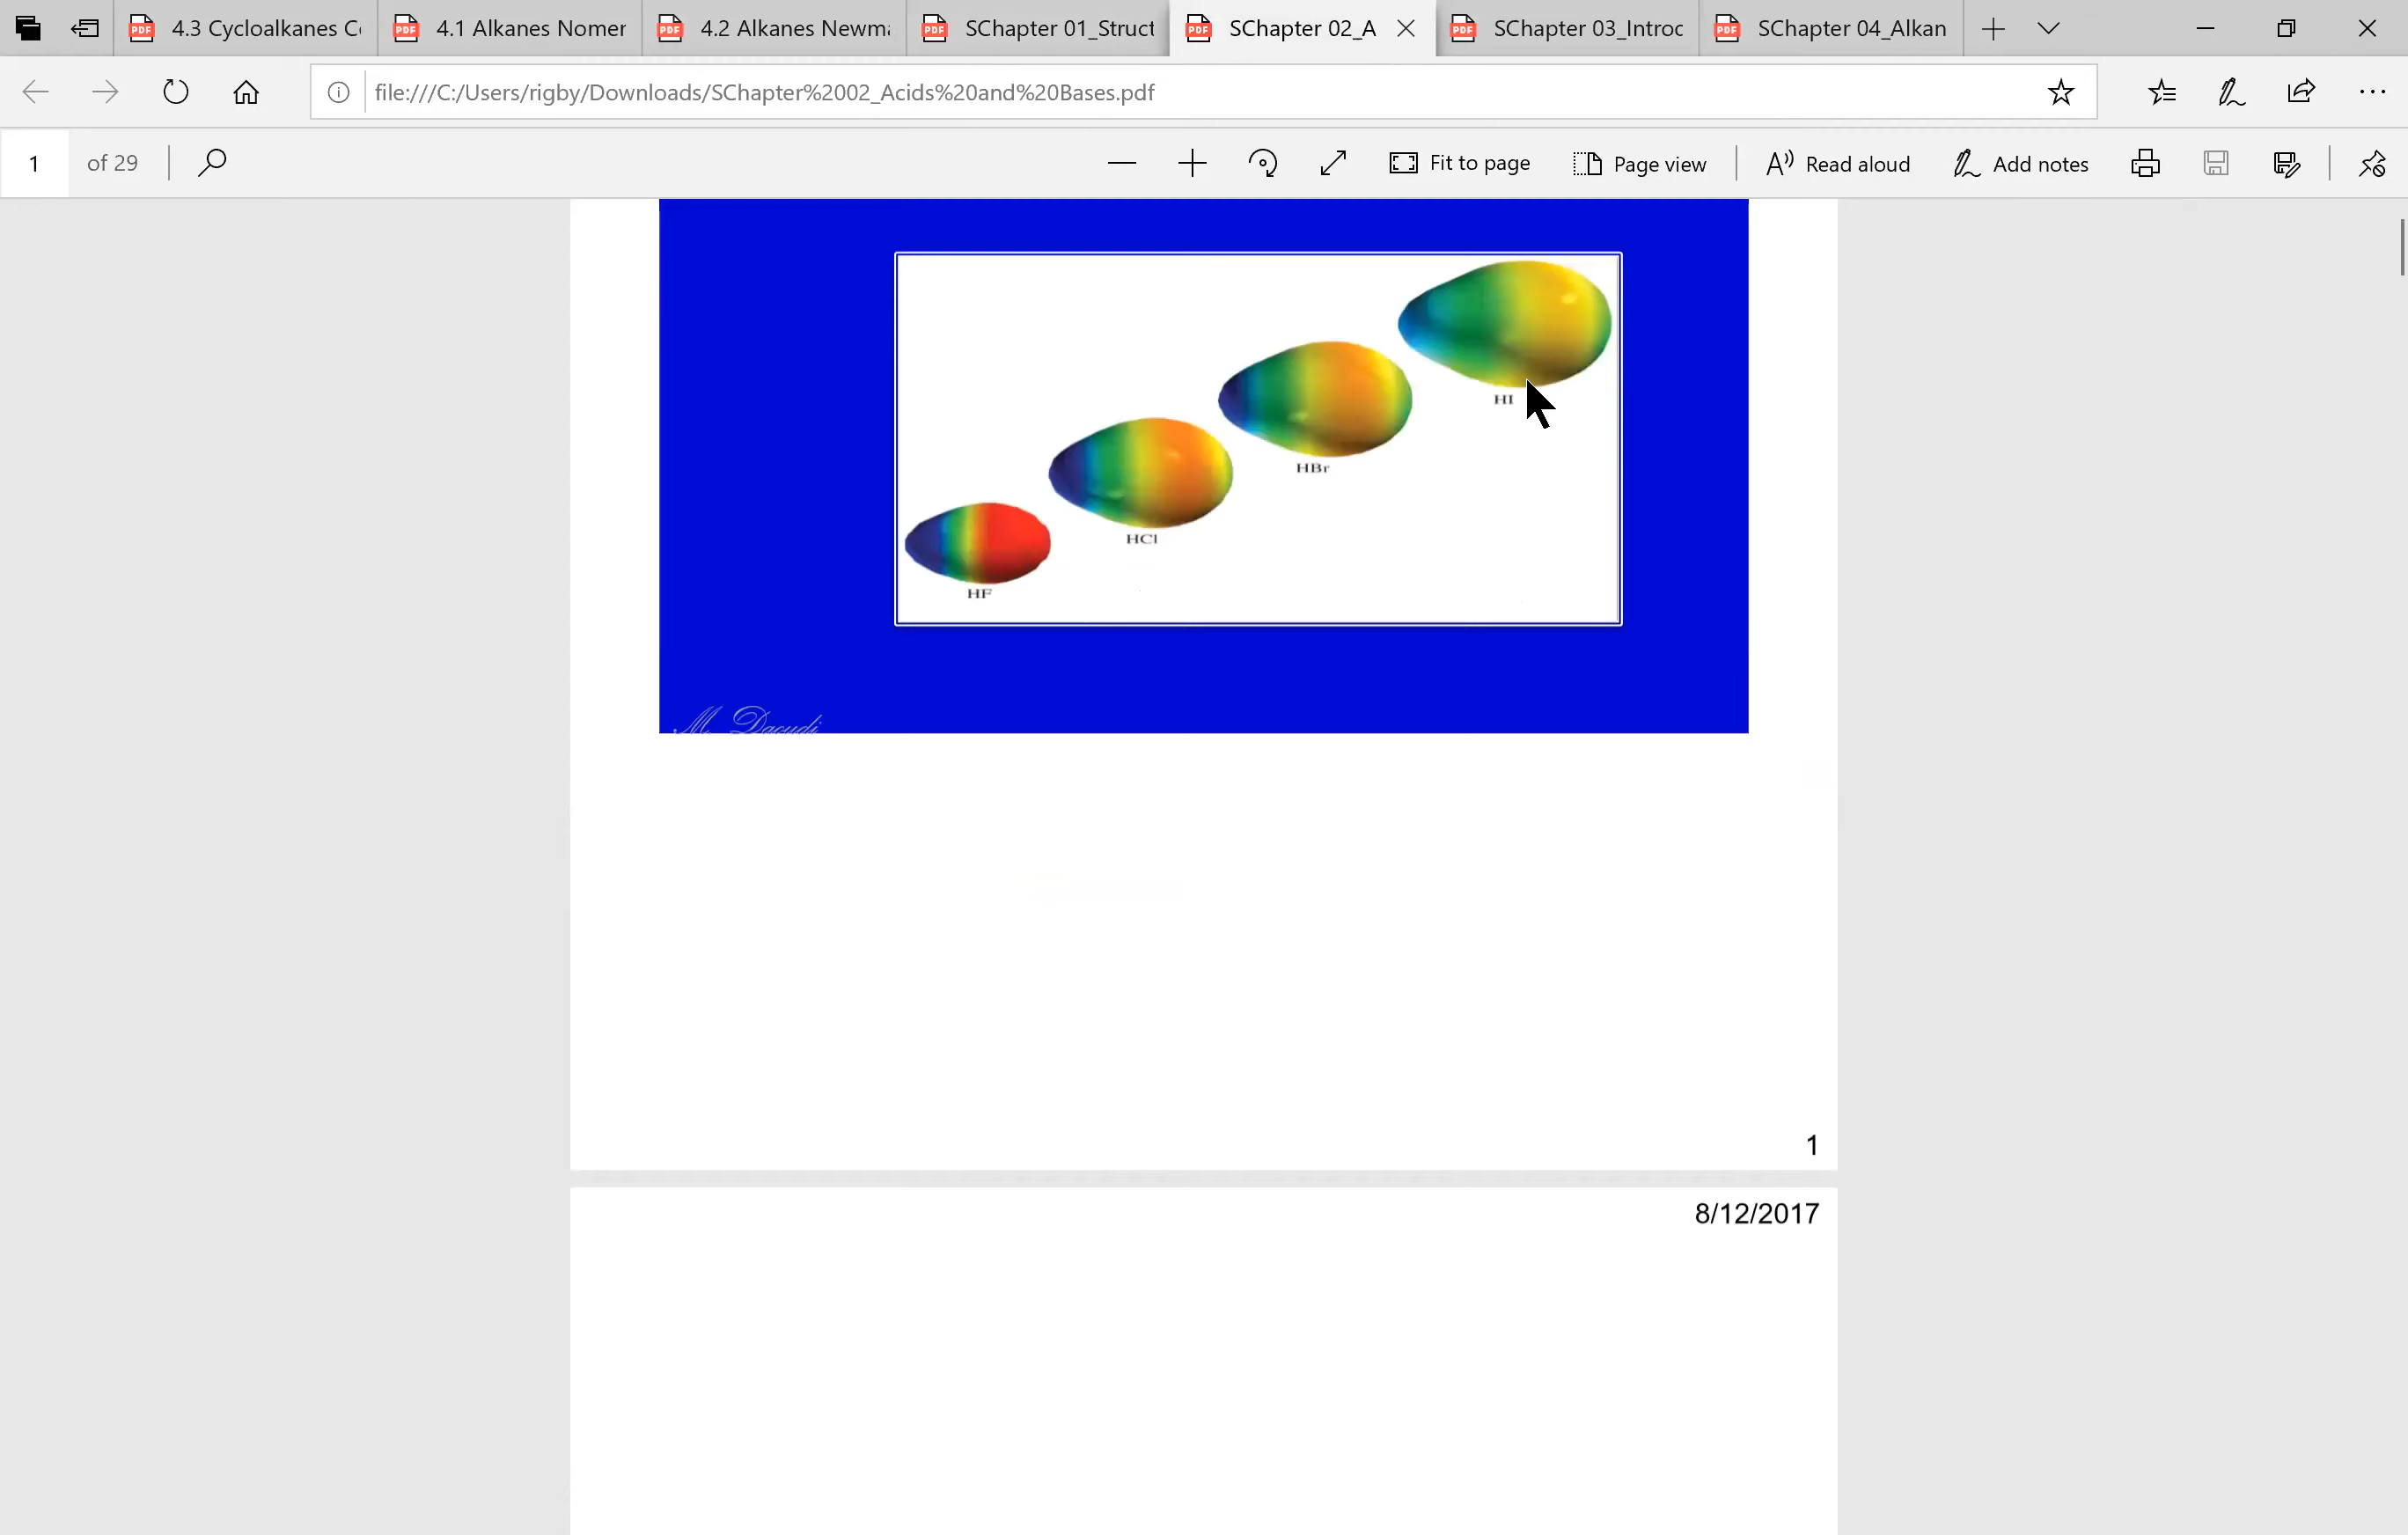 4.3 Cycloalkanes C
4.1 Alkanes Nomer
4.2 Alkanes Newm
SChapter 01_Struct
SChapter 02_A
SChapter 03_Introc
SChapter 04_Alkan
file:///C:/Users/rigby/Downloads/SChapter%2002_Acids%20and%20Bases.pdf
1 of 29
Fit to page
Page view
Read aloud
Add notes
HI
HBr
HCl
HF
M. Daoudi
1
8/12/2017